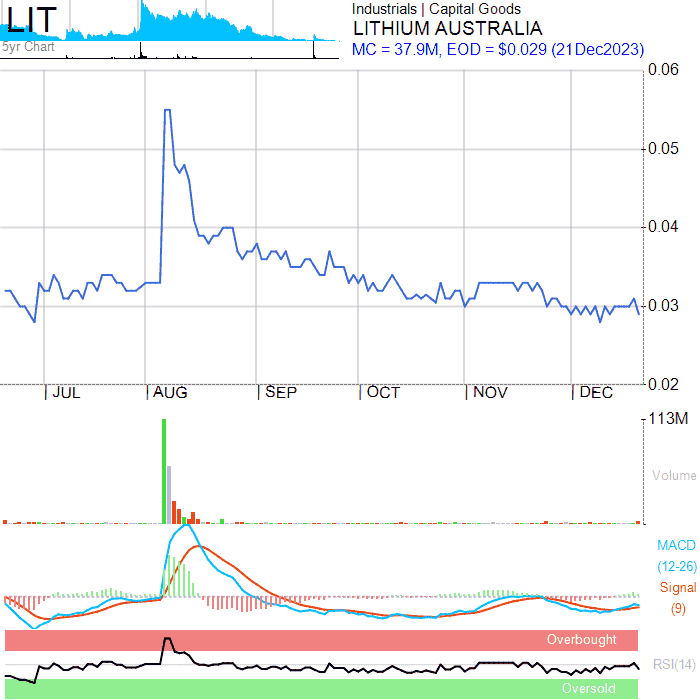 LIT
5yr Chart
Industrials | Capital Goods
LITHIUM AUSTRALIA
MC = 37.9M, EOD = $0.029 (21Dec2023)
0.06
0.05
0.04
0.03
0.02
JUL AUG SEP OCT NOV DEC
113M
Volume
MACD
(12-26)
Signal
(9)
Overbought
RSI(14)
Oversold